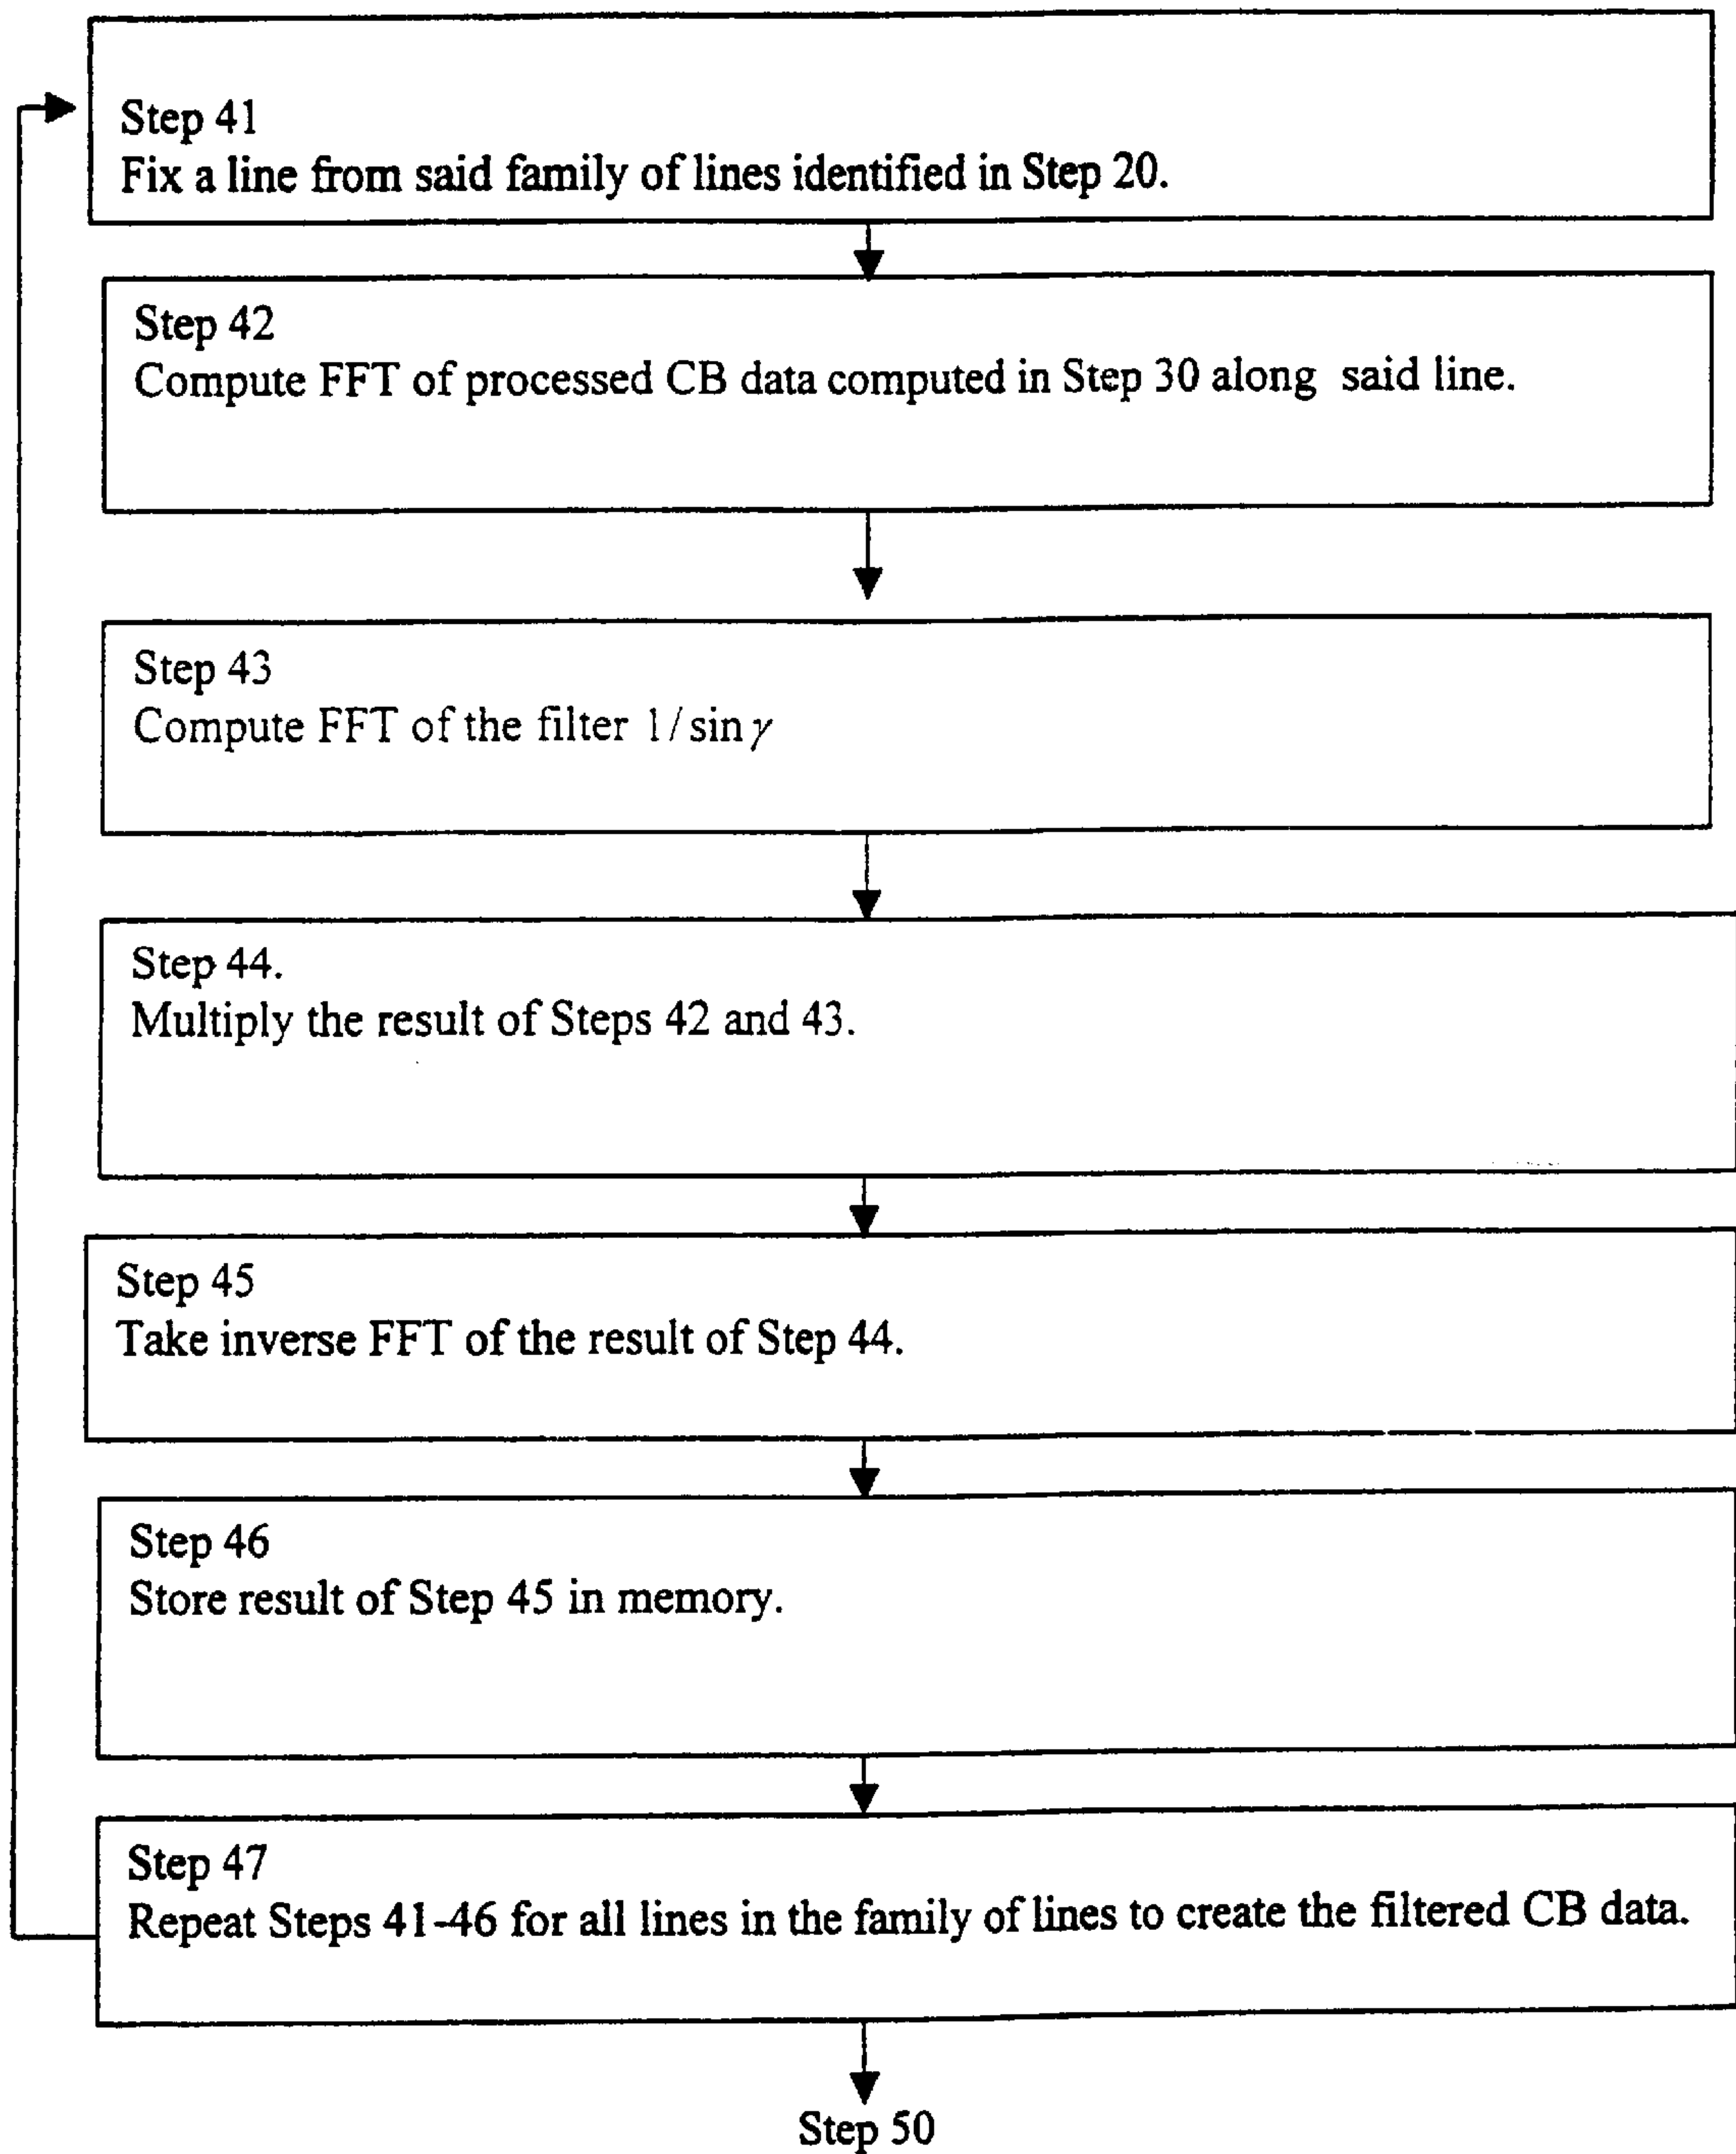 Step 41
Fix a line from said family of lines identified in Step 20.
Step 42
Compute FFT of processed CB data computed in Step 30 along said line.
Step 43
Compute FFT of the filter 1/ sin γ
Step 44.
Multiply the result of Steps 42 and 43.
Step 45
Take inverse FFT of the result of Step 44.
Step 46
Store result of Step 45 in memory.
Step 47
Repeat Steps 41-46 for all lines in the family of lines to create the filtered CB data.
Step 50